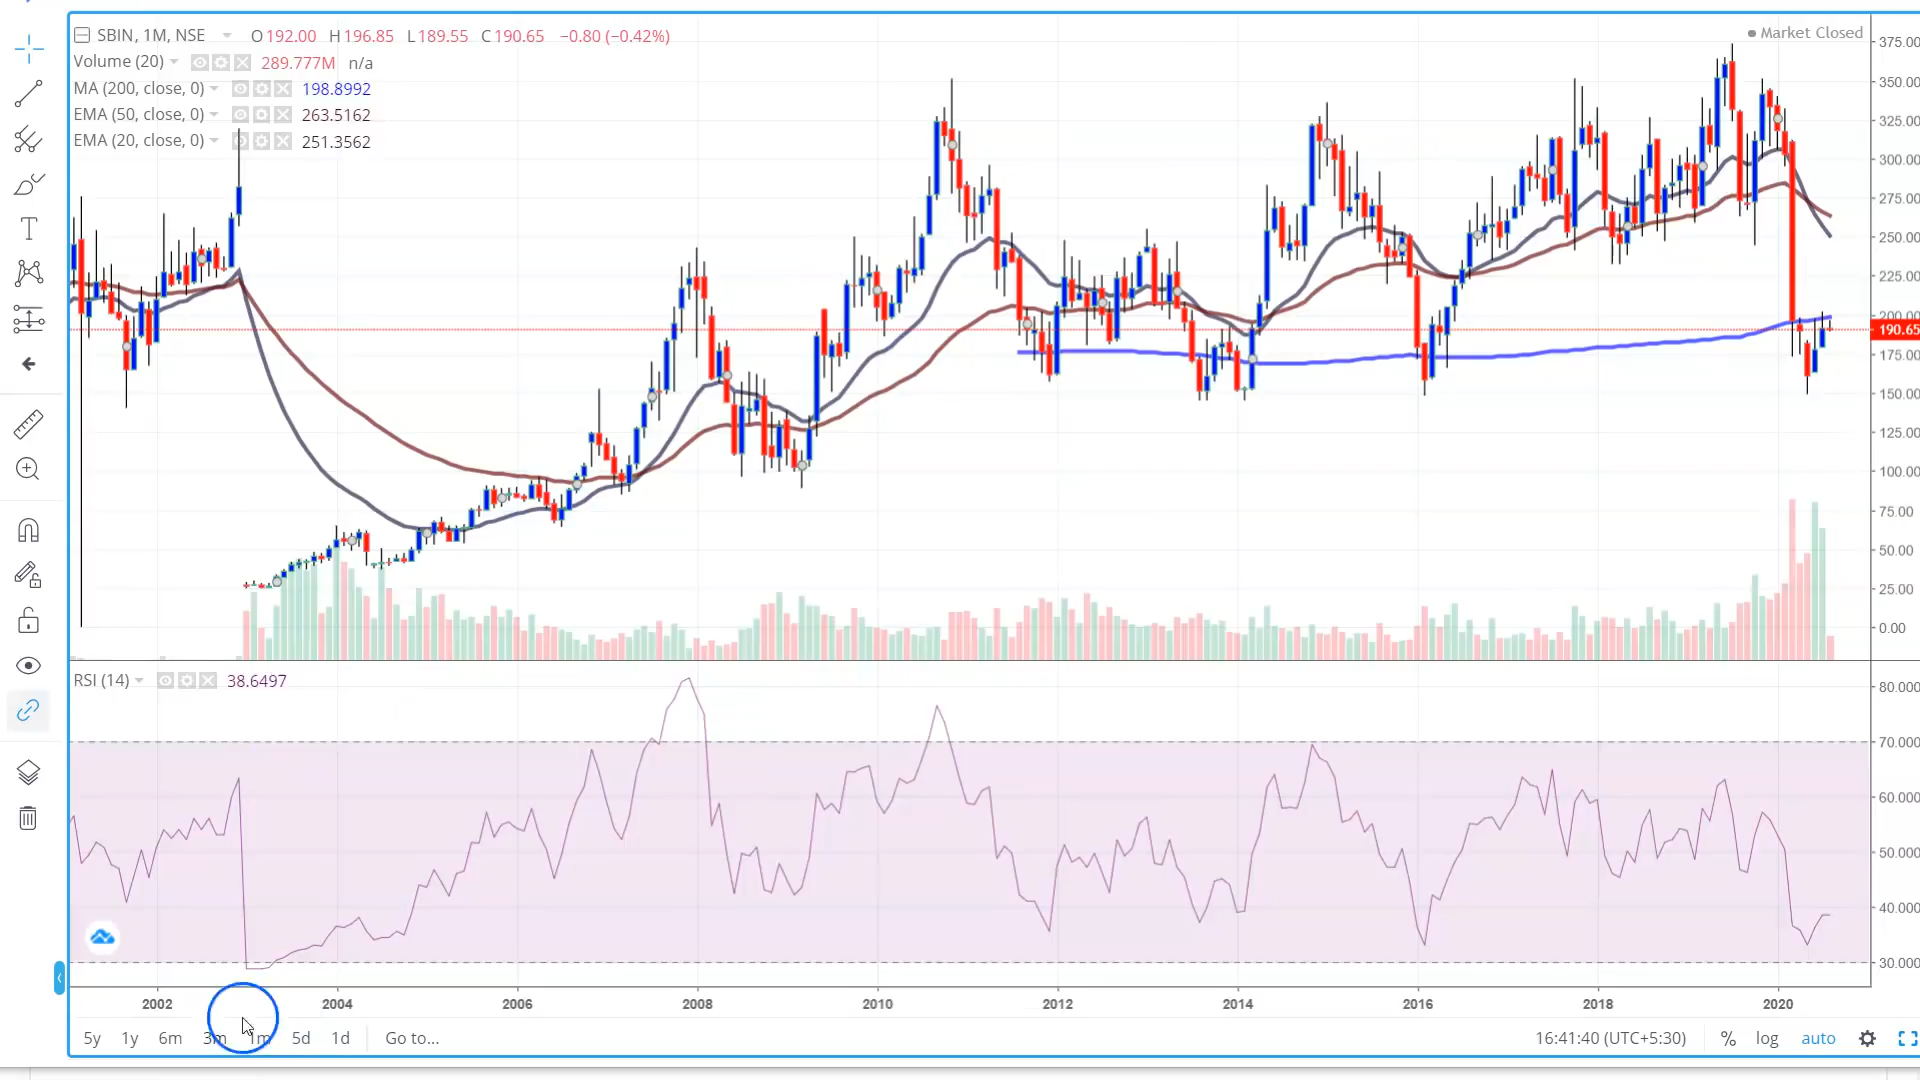 SBIN, 1M, NSE O192.00 H196.85 L189.55 C190.65 −0.80 (−0.42%)
Market Closed
Volume (20) 289.777M n/a
MA (200, close, 0) 198.8992
EMA (50, close, 0) 263.5162
EMA (20, close, 0) 251.3562
375.00
350.00
325.00
300.00
275.00
250.00
225.00
200.00
190.65
175.00
150.00
125.00
100.00
75.00
50.00
25.00
0.00
RSI (14) 38.6497
80.000
70.000
60.000
50.000
40.000
30.000
2002 2004 2006 2008 2010 2012 2014 2016 2018 2020
5y 1y 6m 3m 1m 5d 1d Go to... 16:41:40 (UTC+5:30) % log auto